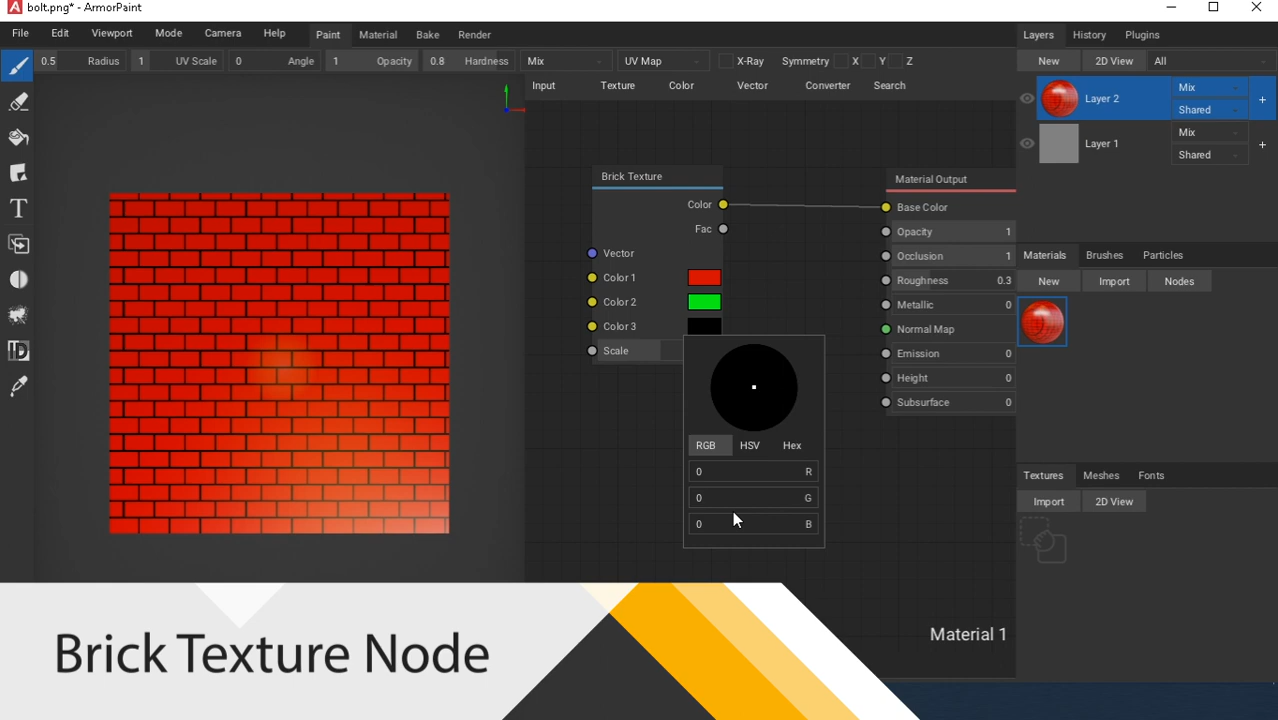 bolt.png* - ArmorPaint
File Edit Viewport Mode Camera Help Paint Material Bake Render
0.5 Radius 1 UV Scale 0 Angle 1 Opacity 0.8 Hardness Mix UV Map X-Ray Symmetry X Y Z
Input Texture Color Vector Converter Search
Brick Texture
Color
Fac
Vector
Color 1
Color 2
Color 3
Scale
RGB HSV Hex
0 R
0 G
0 B
Material Output
Base Color
Opacity 1
Occlusion 1
Roughness 0.3
Metallic 0
Normal Map
Emission 0
Height 0
Subsurface 0
Material 1
Layers History Plugins
New 2D View All
Layer 2 Mix
Shared
+
Layer 1 Mix
Shared
+
Materials Brushes Particles
New Import Nodes
Textures Meshes Fonts
Import 2D View
T
ID
Brick Texture Node